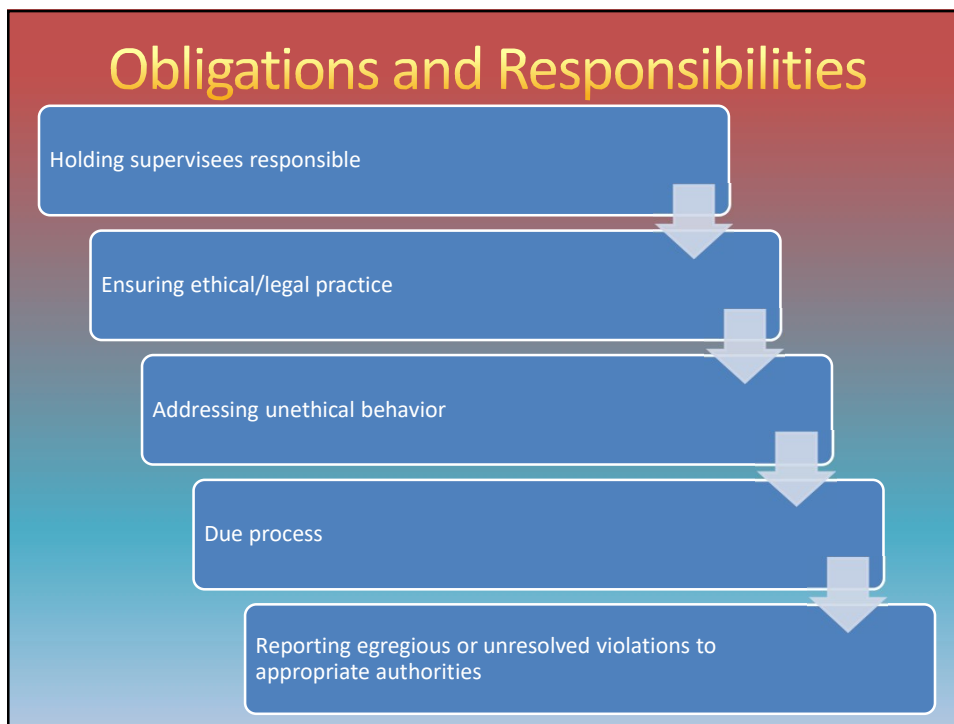 Obligations and Responsibilities
Holding supervisees responsible
Ensuring ethical/legal practice
Addressing unethical behavior
Due process
Reporting egregious or unresolved violations to
appropriate authorities